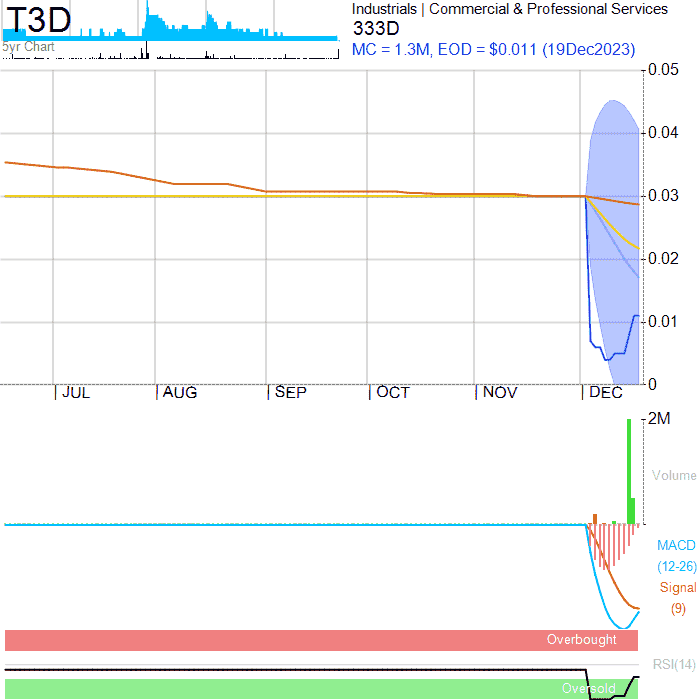 T3D
5yr Chart
Industrials | Commercial & Professional Services
333D
MC = 1.3M, EOD = $0.011 (19Dec2023)
0.05
0.04
0.03
0.02
0.01
0
JUL AUG SEP OCT NOV DEC
2M
Volume
MACD
(12-26)
Signal
(9)
Overbought
RSI(14)
Oversold